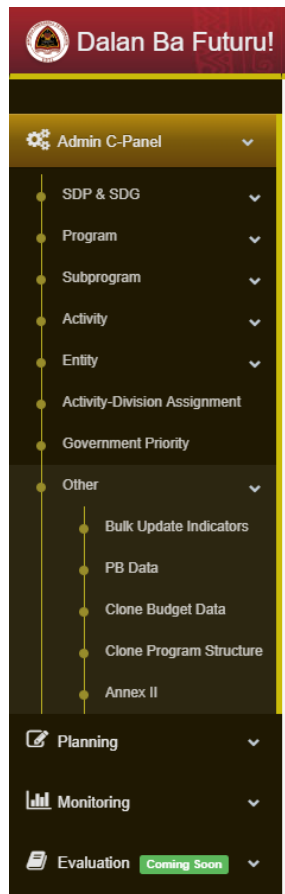 Dalan Ba Futuru!
Admin C-Panel
SDP & SDG
Program
Subprogram
Activity
Entity
Activity-Division Assignment
Government Priority
Other
Bulk Update Indicators
PB Data
Clone Budget Data
Clone Program Structure
Annex II
Planning
Monitoring
Evaluation Coming Soon